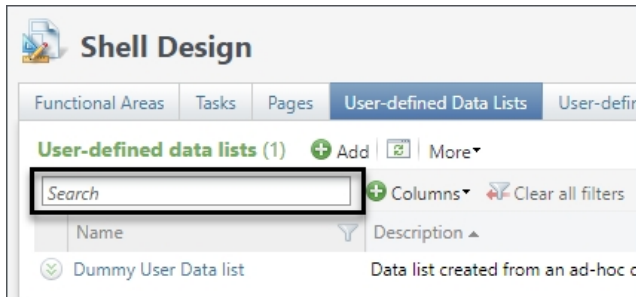 Shell Design
Functional Areas Tasks Pages User-defined Data Lists User-defin
User-defined data lists (1) Add More
Search Columns Clear all filters
Name Description
Dummy User Data list Data list created from an ad-hoc